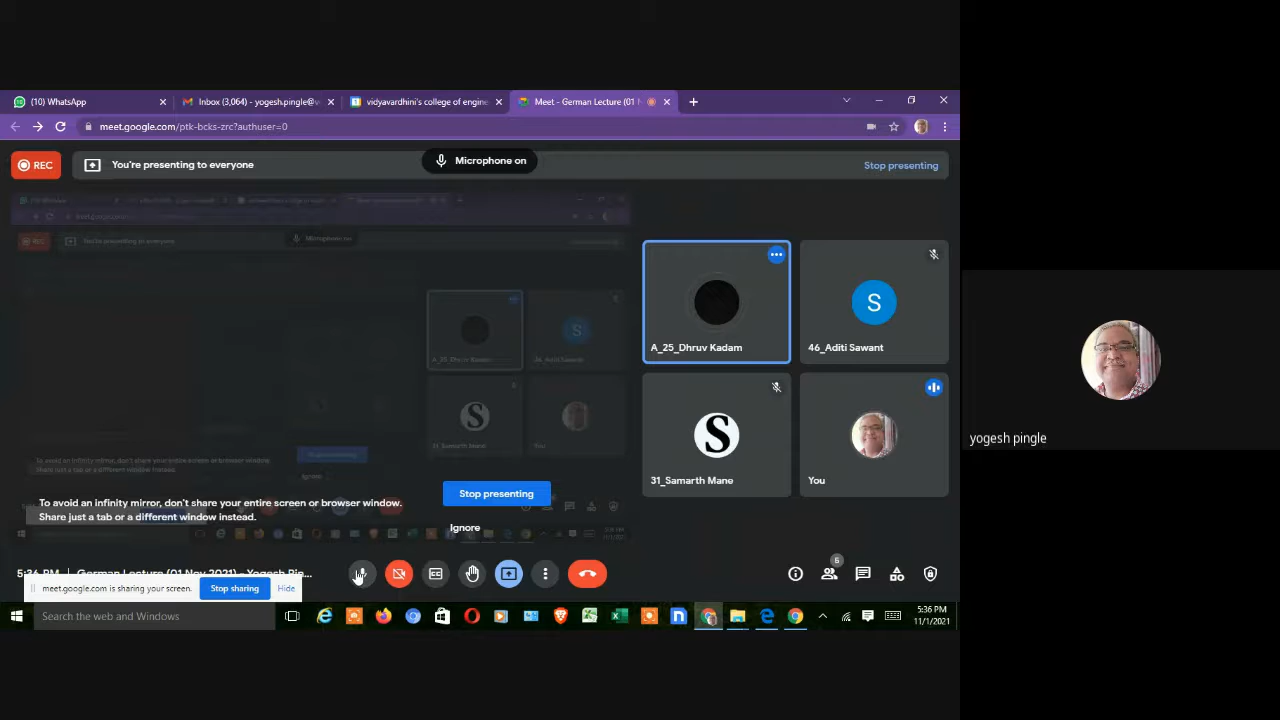 (10) WhatsApp
Inbox (3,064) - yogesh.pingle@v
vidyavardhini's college of engine
Meet - German Lecture (01 N
meet.google.com/ptk-bcks-zrc?authuser=0
REC
You're presenting to everyone
Microphone on
Stop presenting
A_25_Dhruv Kadam
46_Aditi Sawant
S
S
31_Samarth Mane
You
yogesh pingle
To avoid an infinity mirror, don't share your entire screen or browser window.
Share just a tab or a different window instead.
Stop presenting
Ignore
5:36 PM | German Lecture (01 Nov 2021) - Yogesh Pin...
5
meet.google.com is sharing your screen.
Stop sharing
Hide
Search the web and Windows
5:36 PM
11/1/2021